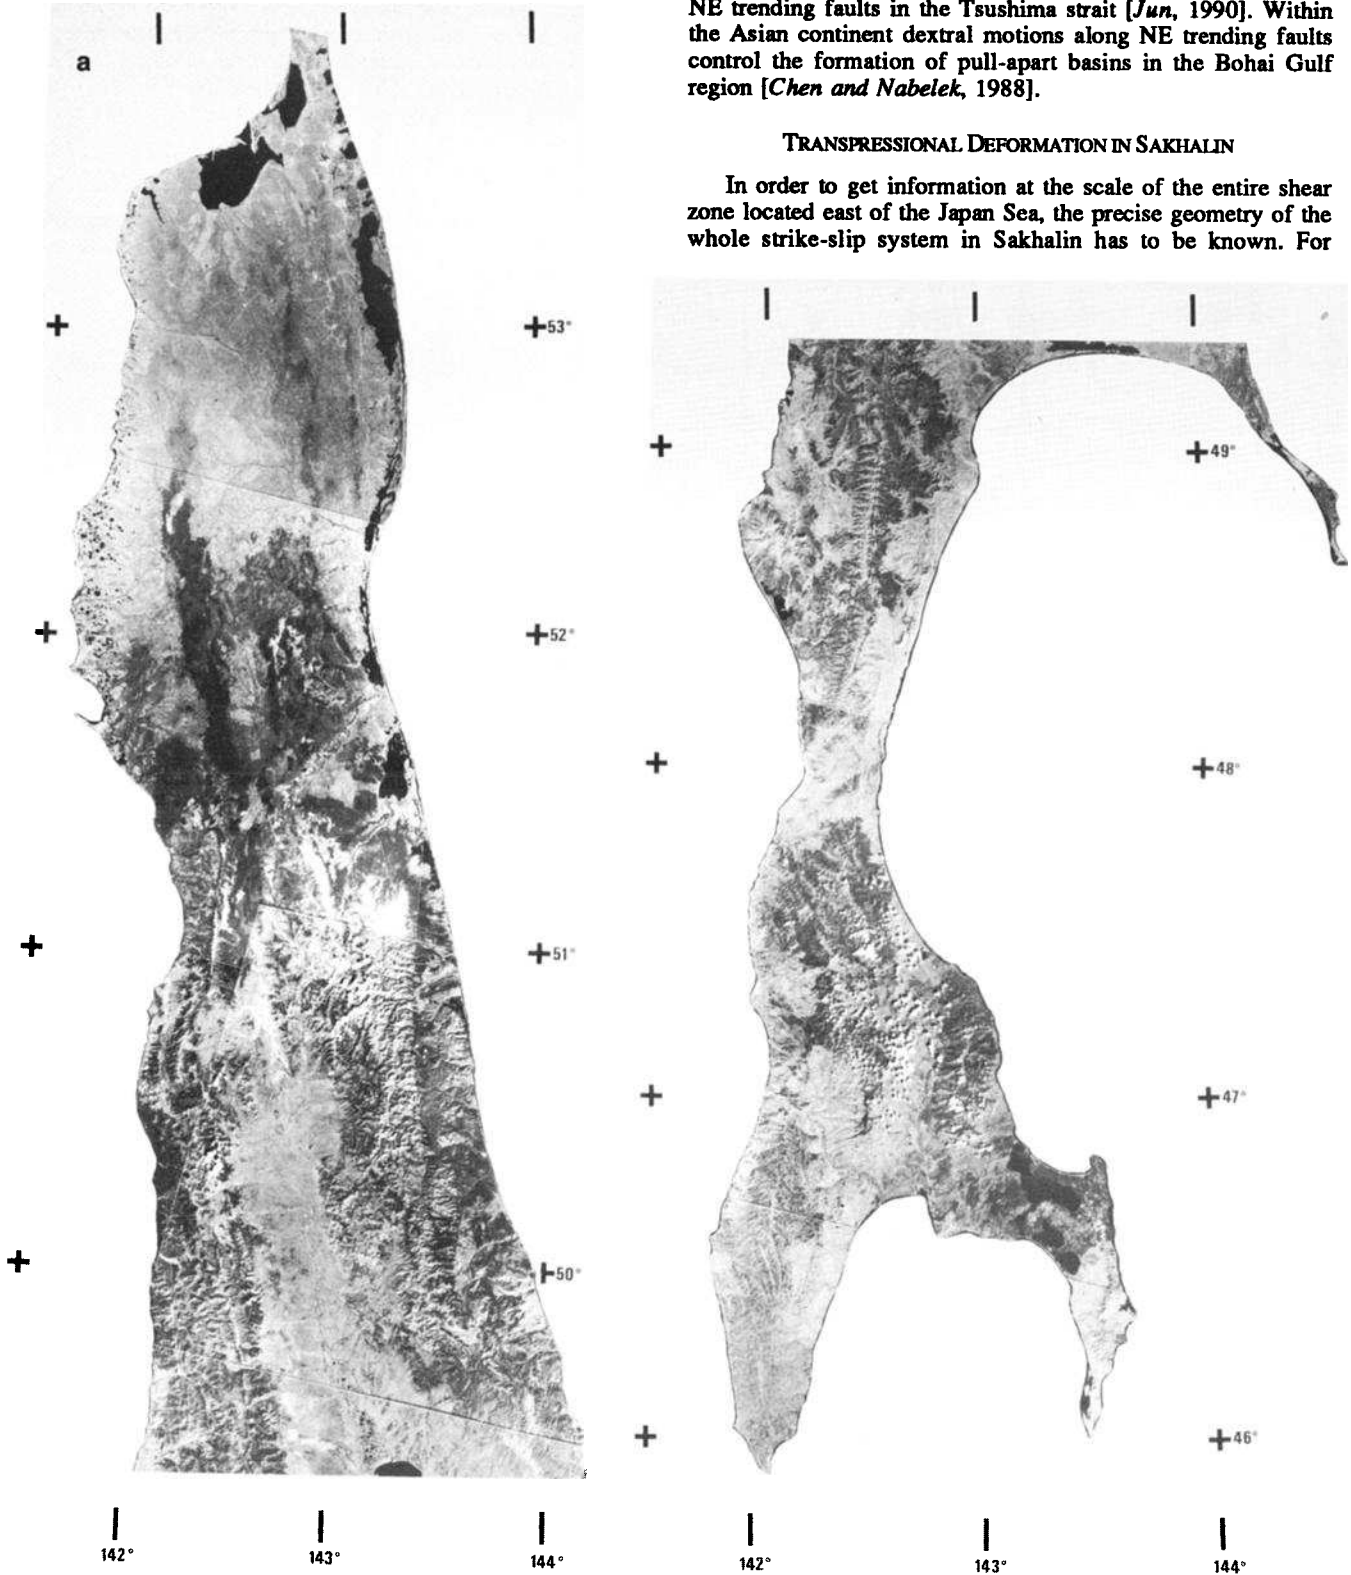 NE trending faults in the Tsushima strait [Jun, 1990]. Within
the Asian continent dextral motions along NE trending faults
control the formation of pull-apart basins in the Bohai Gulf
region [Chen and Nabelek, 1988].
TRANSPRESSIONAL DEFORMATION IN SAKHALIN
In order to get information at the scale of the entire shear
zone located east of the Japan Sea, the precise geometry of the
whole strike-slip system in Sakhalin has to be known. For
a
53°
52°
51°
50°
142° 143° 144°
49°
48°
47°
46°
142° 143° 144°